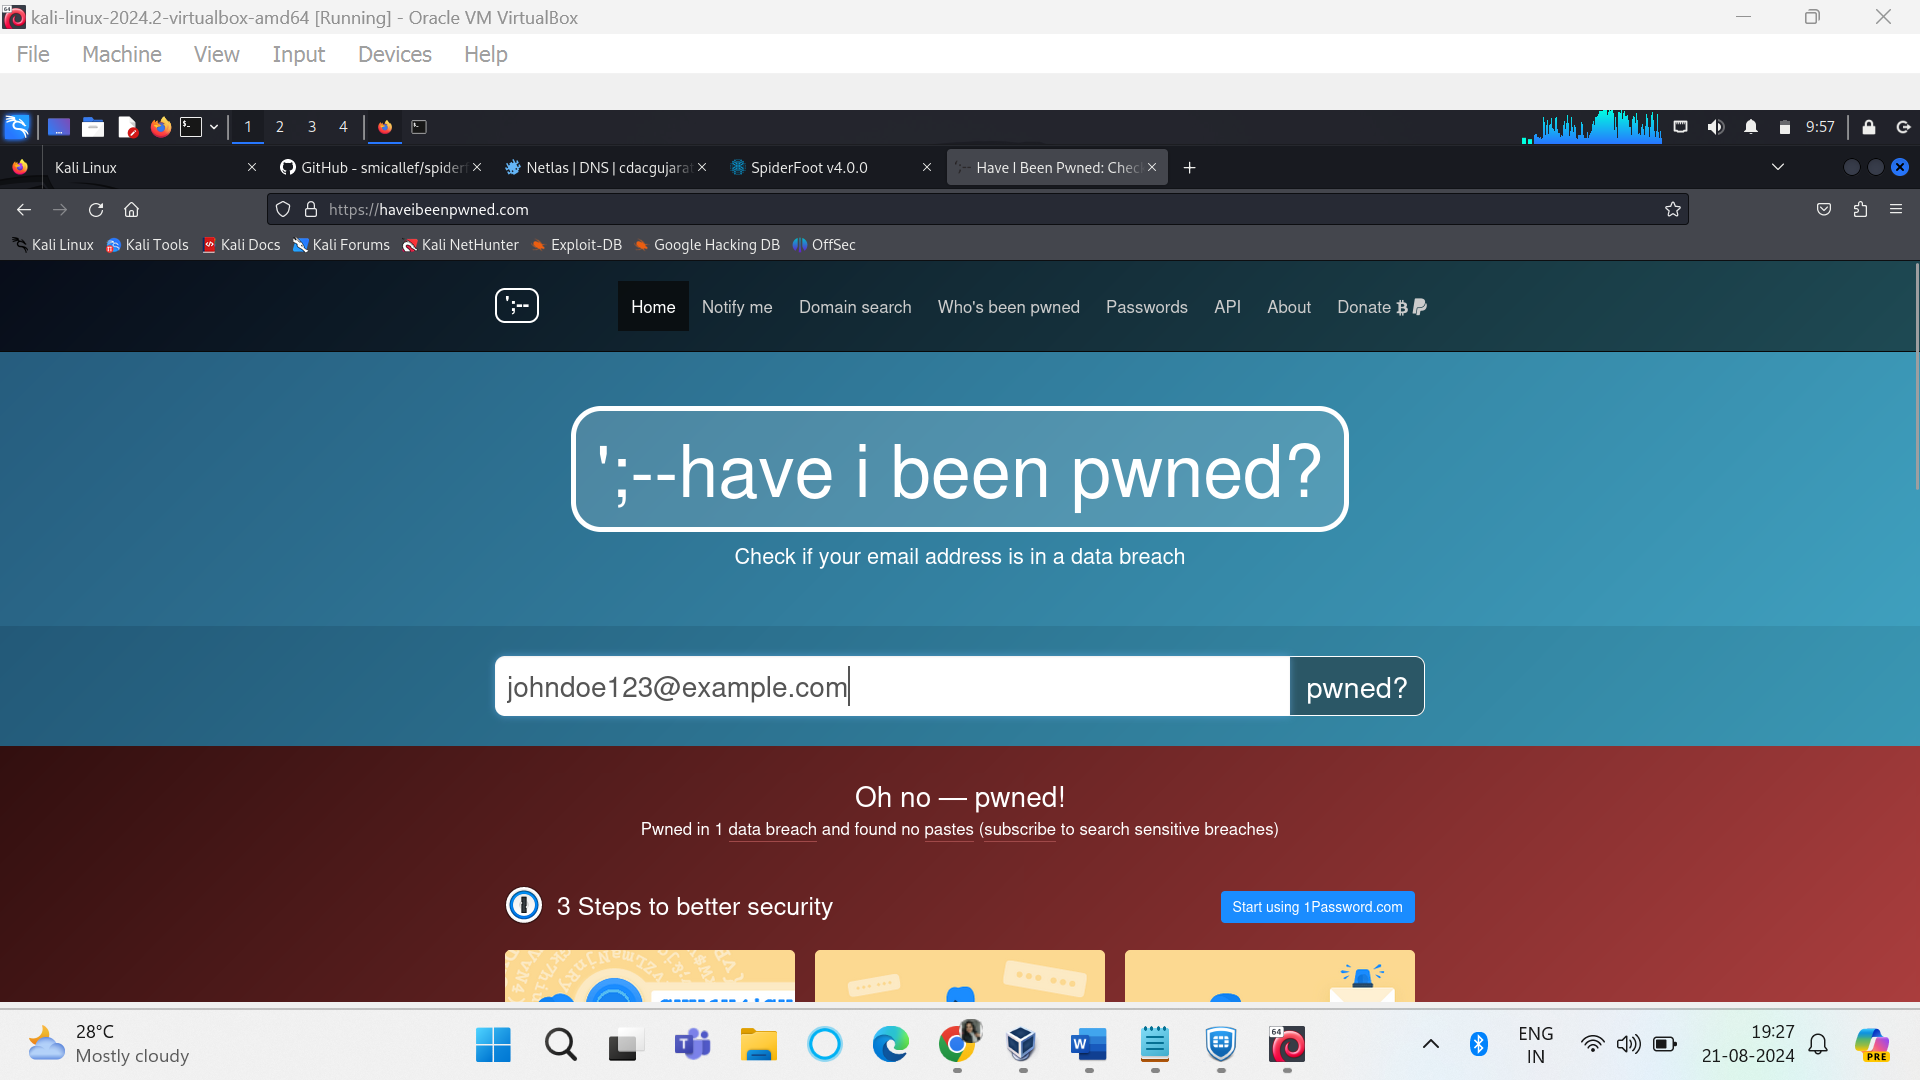 kali-linux-2024.2-virtualbox-amd64 [Running] - Oracle VM VirtualBox
File Machine View Input Devices Help
1 2 3 4 9:57
Kali Linux GitHub - smicallef/spiderf Netlas | DNS | cdacgujarat SpiderFoot v4.0.0 Have I Been Pwned: Chec
https://haveibeenpwned.com
Kali Linux Kali Tools Kali Docs Kali Forums Kali NetHunter Exploit-DB Google Hacking DB OffSec
';-- Home Notify me Domain search Who's been pwned Passwords API About Donate
';--have i been pwned?
Check if your email address is in a data breach
johndoe123@example.com pwned?
Oh no — pwned!
Pwned in 1 data breach and found no pastes (subscribe to search sensitive breaches)
3 Steps to better security Start using 1Password.com
28°C
Mostly cloudy
64
ENG
IN
19:27
21-08-2024
PRE